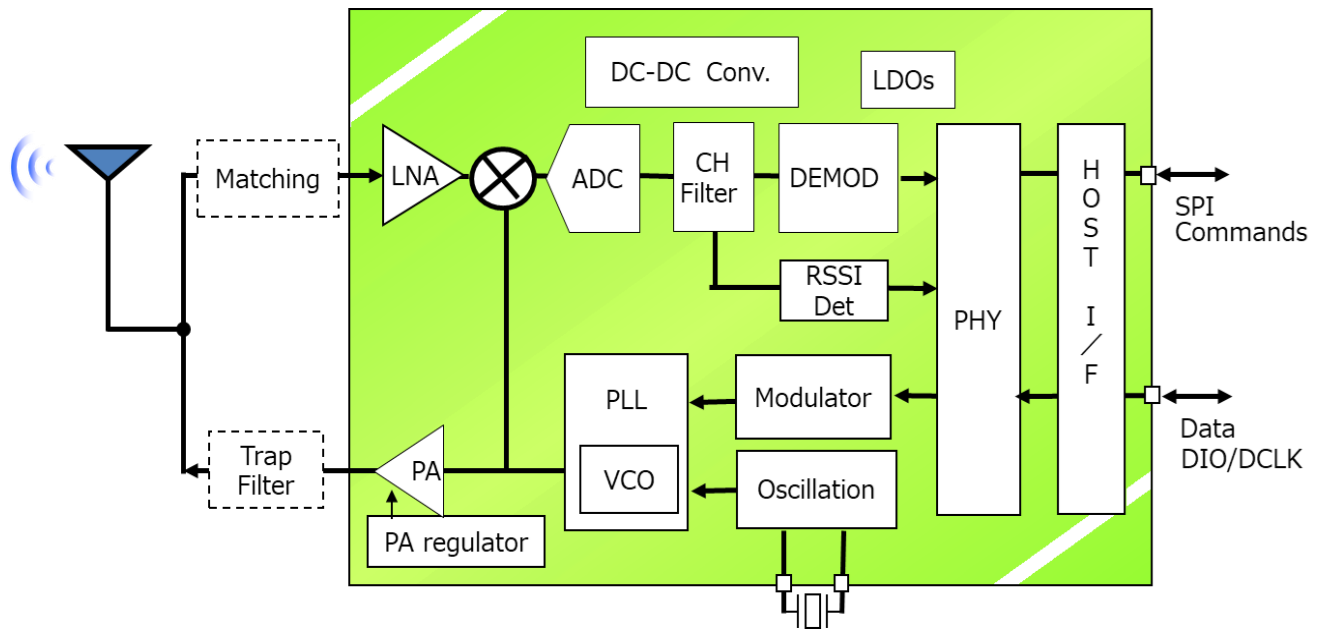 DC-DC Conv.
LDOs
Matching
LNA
ADC
CH
Filter
DEMOD
H
O
S
T
I
/
F
SPI
Commands
RSSI
Det
PHY
PLL
VCO
Modulator
Oscillation
Data
DIO/DCLK
Trap
Filter
PA
PA regulator